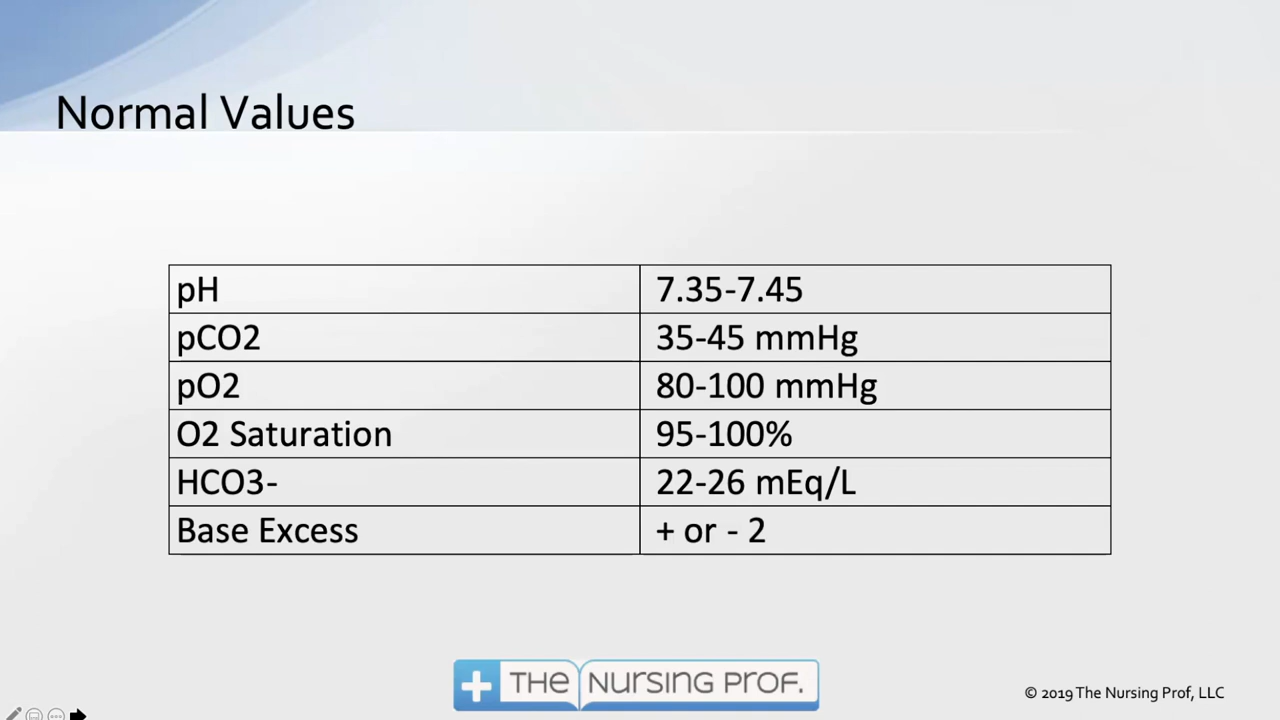 Normal Values
pH 7.35-7.45
pCO2 35-45 mmHg
pO2 80-100 mmHg
O2 Saturation 95-100%
HCO3- 22-26 mEq/L
Base Excess + or - 2
THE NURSING PROF.
© 2019 The Nursing Prof, LLC